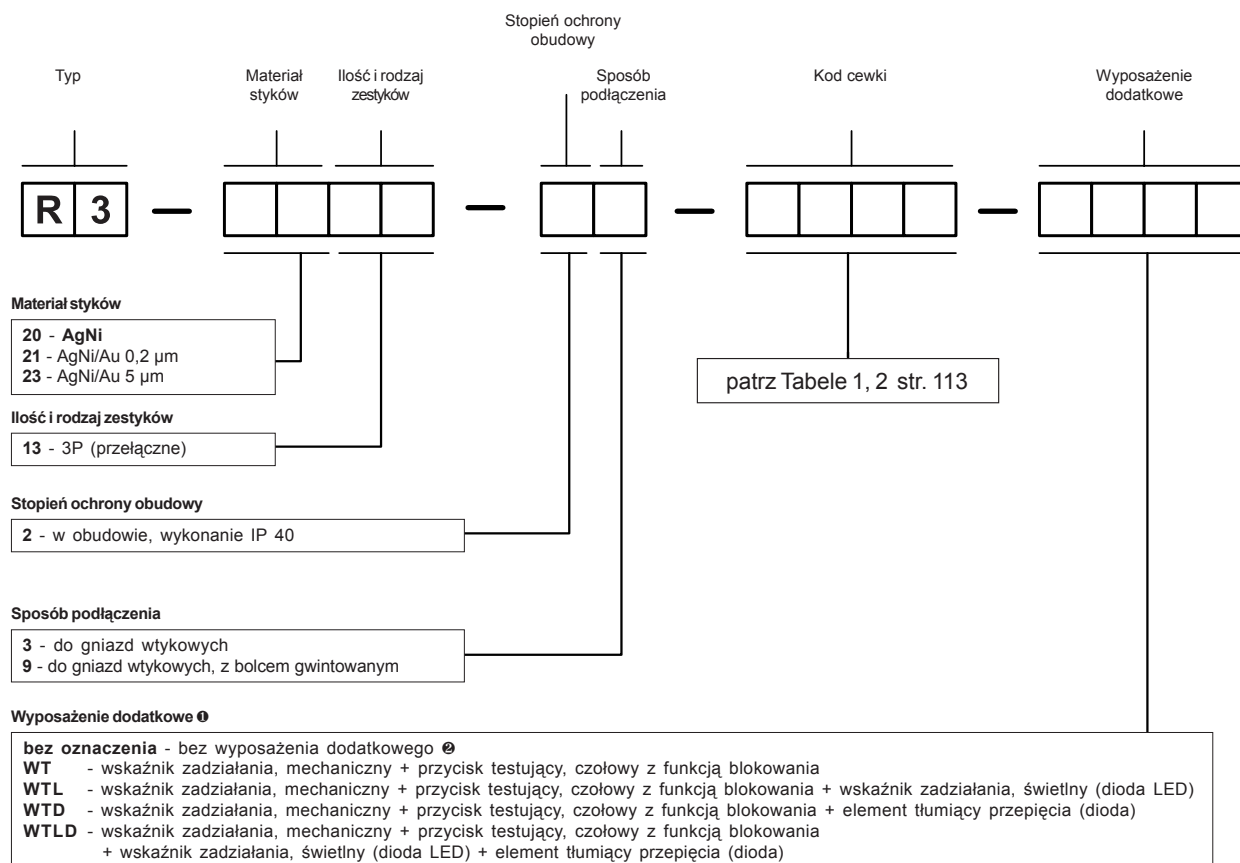 Stopień ochrony
obudowy
Typ
Materiał
styków
Ilość i rodzaj
zestyków
Sposób
podłączenia
Kod cewki
Wyposażenie
dodatkowe
R 3 — — — —
Materiał styków
20 - AgNi
21 - AgNi/Au 0,2 µm
23 - AgNi/Au 5 µm
patrz Tabele 1, 2 str. 113
Ilość i rodzaj zestyków
13 - 3P (przełączne)
Stopień ochrony obudowy
2 - w obudowie, wykonanie IP 40
Sposób podłączenia
3 - do gniazd wtykowych
9 - do gniazd wtykowych, z bolcem gwintowanym
Wyposażenie dodatkowe ❶
bez oznaczenia - bez wyposażenia dodatkowego ❷
WT - wskaźnik zadziałania, mechaniczny + przycisk testujący, czołowy z funkcją blokowania
WTL - wskaźnik zadziałania, mechaniczny + przycisk testujący, czołowy z funkcją blokowania + wskaźnik zadziałania, świetlny (dioda LED)
WTD - wskaźnik zadziałania, mechaniczny + przycisk testujący, czołowy z funkcją blokowania + element tłumiący przepięcia (dioda)
WTLD - wskaźnik zadziałania, mechaniczny + przycisk testujący, czołowy z funkcją blokowania
+ wskaźnik zadziałania, świetlny (dioda LED) + element tłumiący przepięcia (dioda)